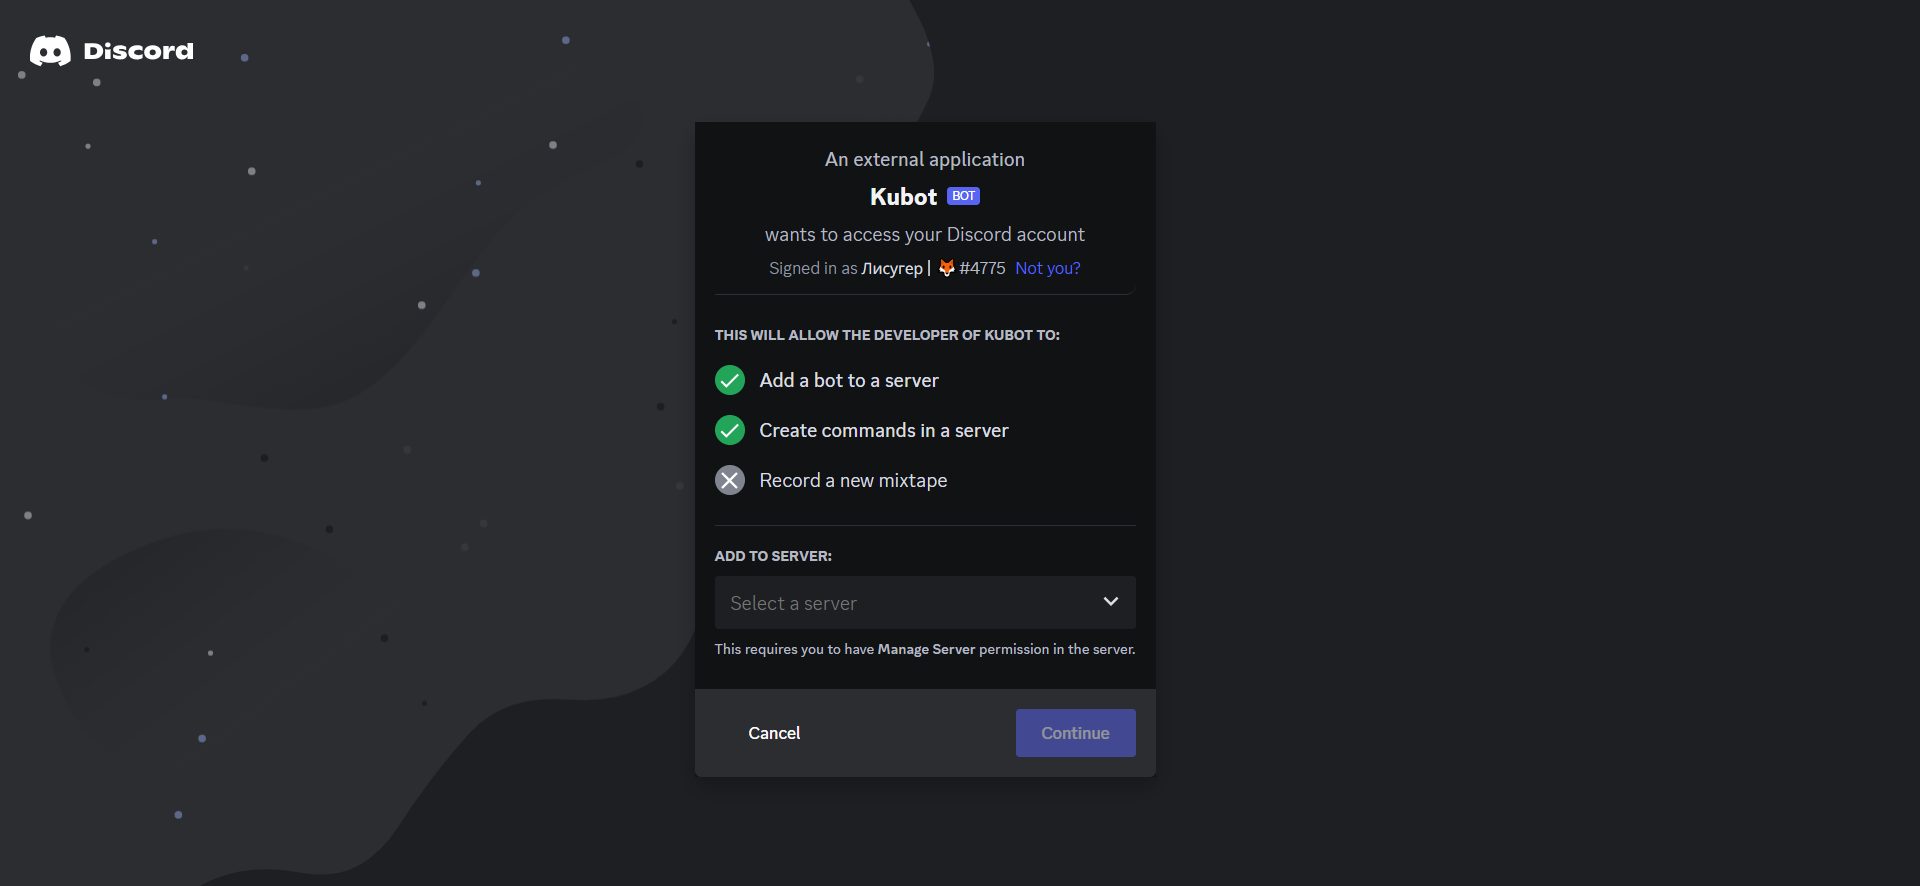 Discord
An external application
Kubot BOT
wants to access your Discord account
Signed in as Лисугер | 🦊 #4775 Not you?
THIS WILL ALLOW THE DEVELOPER OF KUBOT TO:
Add a bot to a server
Create commands in a server
Record a new mixtape
ADD TO SERVER:
Select a server
This requires you to have Manage Server permission in the server.
Cancel
Continue